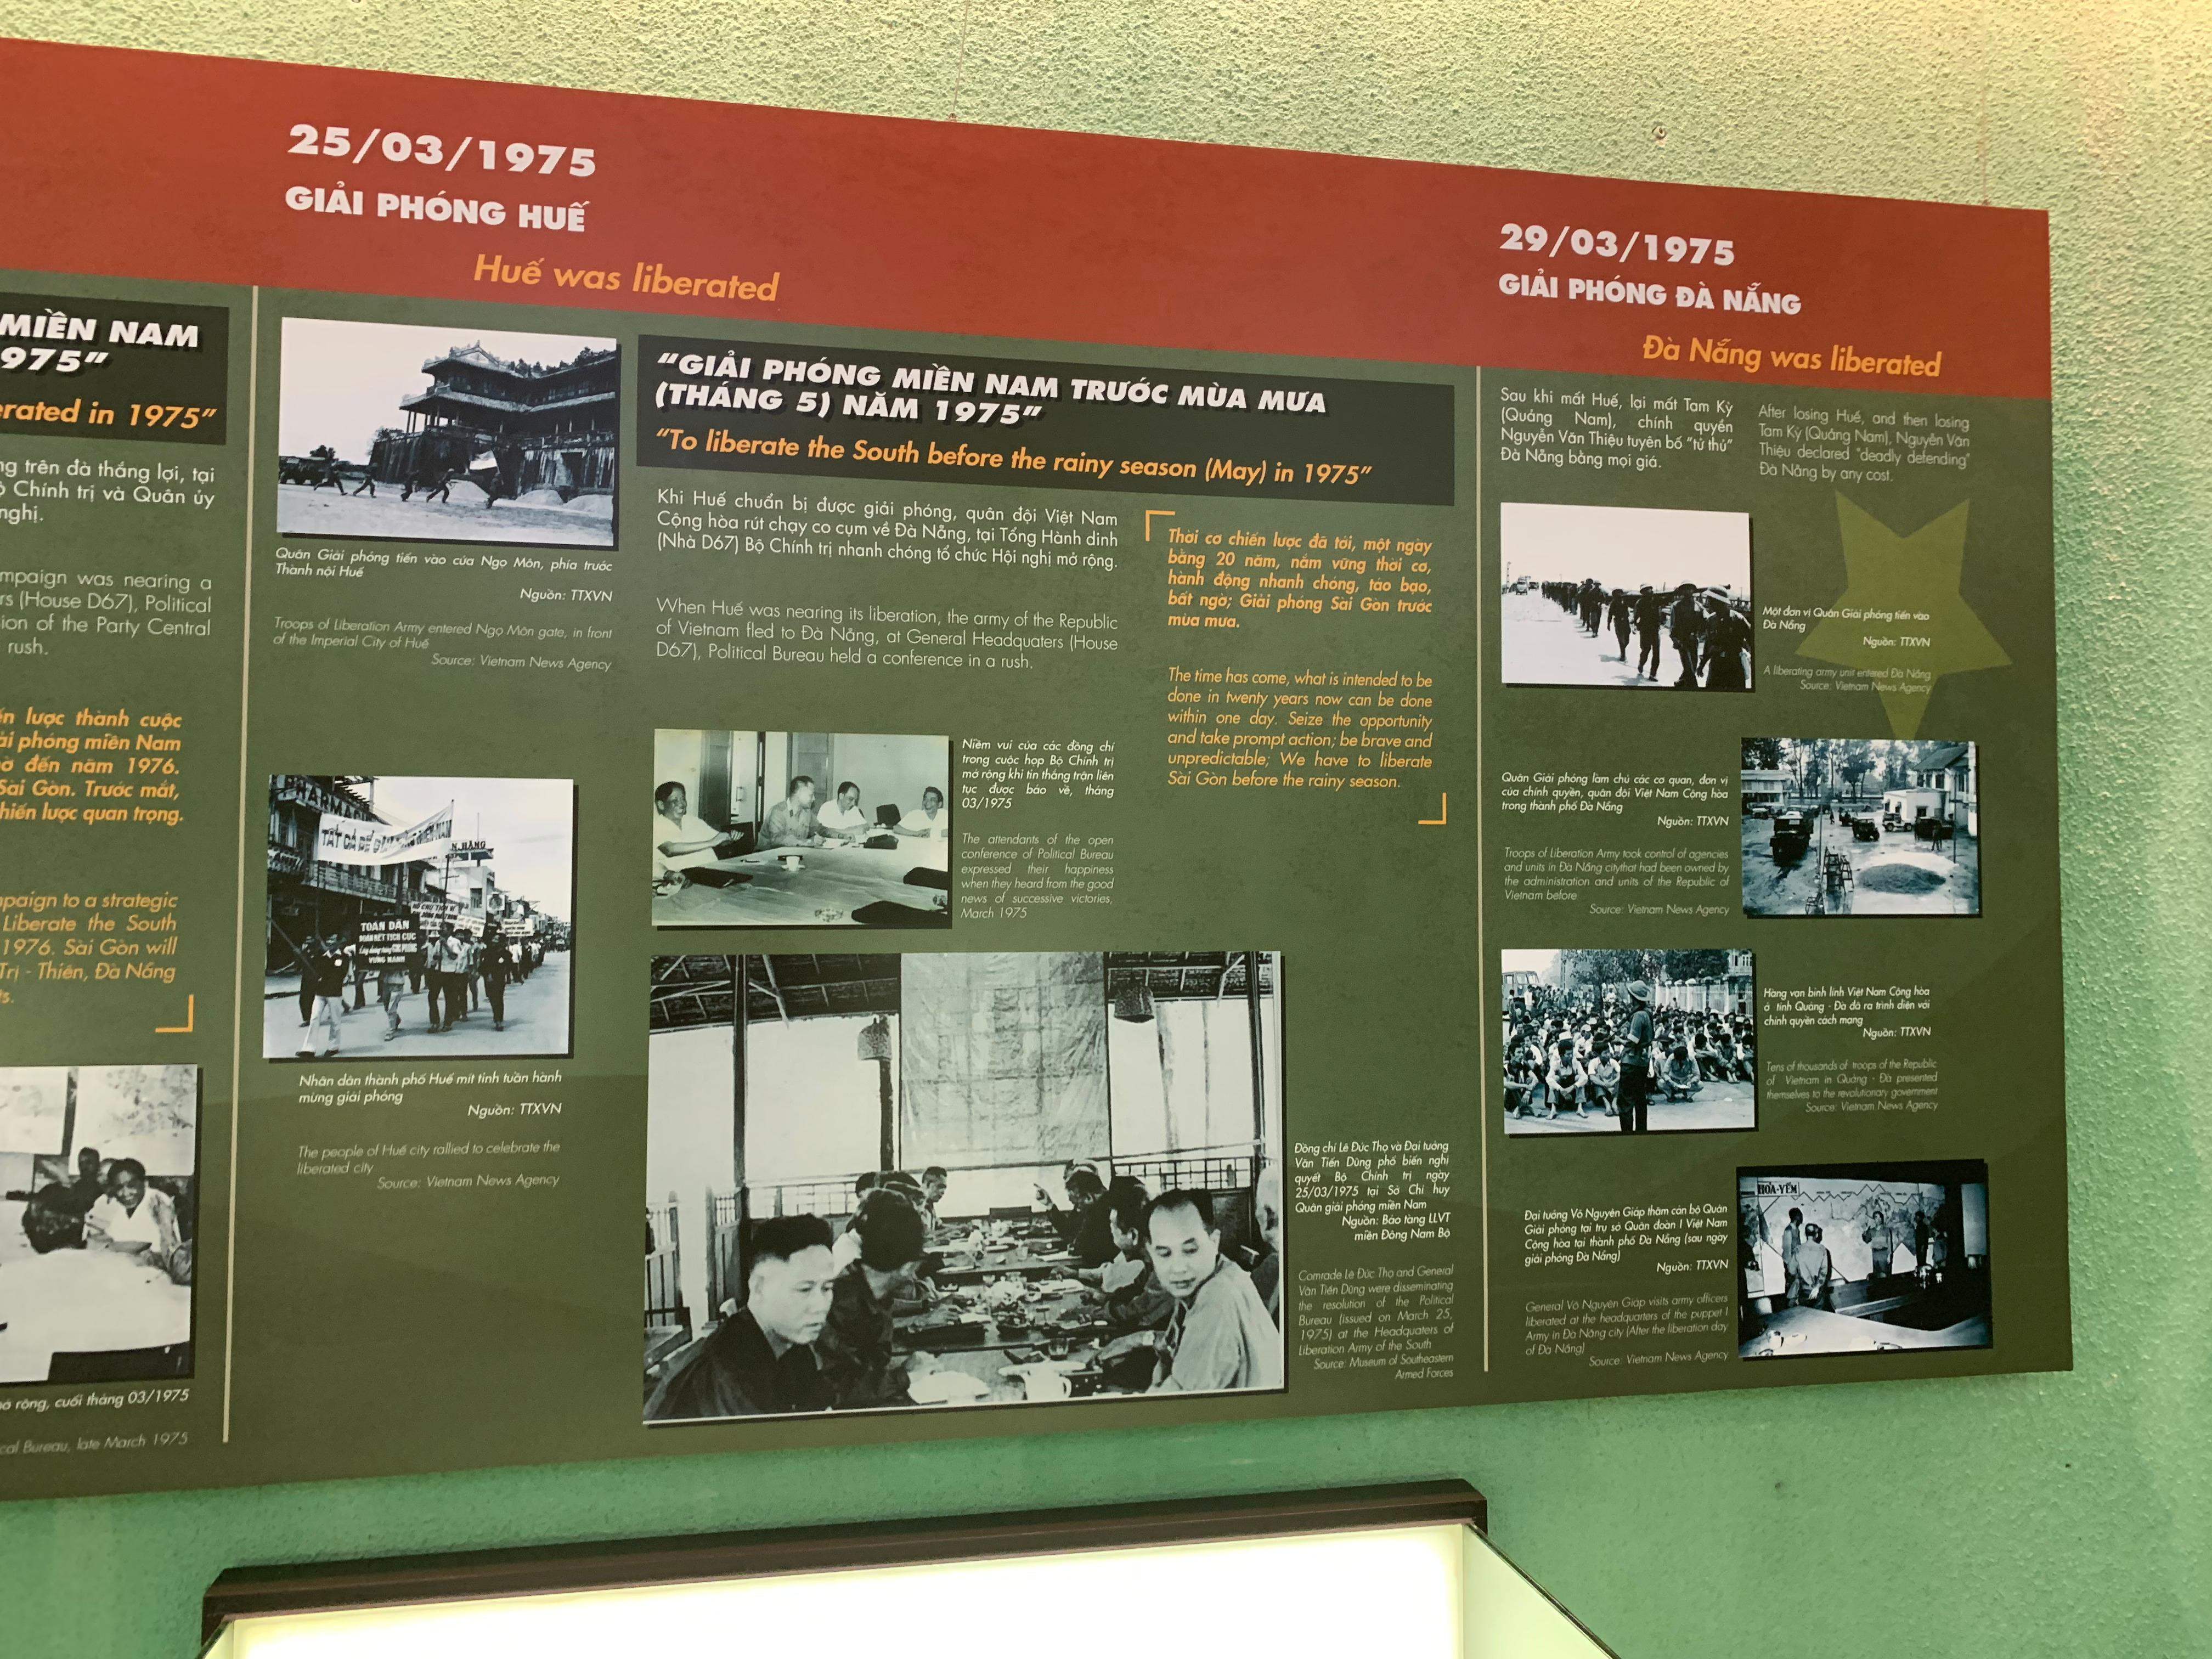 25/03/1975
GIẢI PHÓNG HUẾ
Huế was liberated
29/03/1975
GIẢI PHÓNG ĐÀ NẴNG
Đà Nẵng was liberated
MIỀN NAM
975”
erated in 1975”
ng trên đà thắng lợi, tại
Chính trị và Quân ủy
nghị.
mpaign was nearing a
rs (House D67), Political
ion of the Party Central
rush.
ến lược thành cuộc
ải phóng miền Nam
đến năm 1976.
Sài Gòn. Trước mắt,
hiến lược quan trọng.
paign to a strategic
Liberate the South
1976. Sài Gòn will
Trị - Thiên, Đà Nẵng
ts.
rộng, cuối tháng 03/1975
cal Bureau, late March 1975
Quân Giải phóng tiến vào cửa Ngọ Môn, phía trước
Thành nội Huế
Nguồn: TTXVN
Troops of Liberation Army entered Ngọ Môn gate, in front
of the Imperial City of Huế
Source: Vietnam News Agency
TOÀN DÂN
Nhân dân thành phố Huế mít tinh tuần hành
mừng giải phóng
Nguồn: TTXVN
The people of Huế city rallied to celebrate the
liberated city
Source: Vietnam News Agency
“GIẢI PHÓNG MIỀN NAM TRƯỚC MÙA MƯA
(THÁNG 5) NĂM 1975”
“To liberate the South before the rainy season (May) in 1975”
Khi Huế chuẩn bị được giải phóng, quân đội Việt Nam
Cộng hòa rút chạy co cụm về Đà Nẵng, tại Tổng Hành dinh
(Nhà D67) Bộ Chính trị nhanh chóng tổ chức Hội nghị mở rộng.
When Huế was nearing its liberation, the army of the Republic
of Vietnam fled to Đà Nẵng, at General Headquaters (House
D67), Political Bureau held a conference in a rush.
Thời cơ chiến lược đã tới, một ngày
bằng 20 năm, nắm vững thời cơ,
hành động nhanh chóng, táo bạo,
bất ngờ; Giải phóng Sài Gòn trước
mùa mưa.
The time has come, what is intended to be
done in twenty years now can be done
within one day. Seize the opportunity
and take prompt action; be brave and
unpredictable; We have to liberate
Sài Gòn before the rainy season.
Niềm vui của các đồng chí
trong cuộc họp Bộ Chính trị
mở rộng khi tin thắng trận liên
tục được báo về, tháng
03/1975
The attendants of the open
conference of Political Bureau
expressed their happiness
when they heard from the good
news of successive victories,
March 1975
Đồng chí Lê Đức Thọ và Đại tướng
Văn Tiến Dũng phổ biến nghị
quyết Bộ Chính trị ngày
25/03/1975 tại Sở Chỉ huy
Quân giải phóng miền Nam
Nguồn: Bảo tàng LLVT
miền Đông Nam Bộ
Comrade Lê Đức Thọ and General
Văn Tiến Dũng were disseminating
the resolution of the Political
Bureau (issued on March 25,
1975) at the Headquaters of
Liberation Army of the South
Source: Museum of Southeastern
Armed Forces
Sau khi mất Huế, lại mất Tam Kỳ
(Quảng Nam), chính quyền
Nguyễn Văn Thiệu tuyên bố “tử thủ”
Đà Nẵng bằng mọi giá.
After losing Huế, and then losing
Tam Kỳ (Quảng Nam), Nguyễn Văn
Thiệu declared “deadly defending”
Đà Nẵng by any cost.
Một đơn vị Quân Giải phóng tiến vào
Đà Nẵng
Nguồn: TTXVN
A liberating army unit entered Đà Nẵng
Source: Vietnam News Agency
Quân Giải phóng làm chủ các cơ quan, đơn vị
của chính quyền, quân đội Việt Nam Cộng hòa
trong thành phố Đà Nẵng
Nguồn: TTXVN
Troops of Liberation Army took control of agencies
and units in Đà Nẵng citythat had been owned by
the administration and units of the Republic of
Vietnam before
Source: Vietnam News Agency
Hàng vạn binh lính Việt Nam Cộng hòa
ở tỉnh Quảng - Đà đã ra trình diện với
chính quyền cách mạng
Nguồn: TTXVN
Tens of thousands of troops of the Republic
of Vietnam in Quảng - Đà presented
themselves to the revolutionary government
Source: Vietnam News Agency
HỎA-YỂM
Đại tướng Võ Nguyên Giáp thăm cán bộ Quân
Giải phóng tại trụ sở Quân đoàn I Việt Nam
Cộng hòa tại thành phố Đà Nẵng (sau ngày
giải phóng Đà Nẵng)
Nguồn: TTXVN
General Võ Nguyên Giáp visits army officers
liberated at the headquarters of the puppet I
Army in Đà Nẵng city (After the liberation day
of Đà Nẵng)
Source: Vietnam News Agency